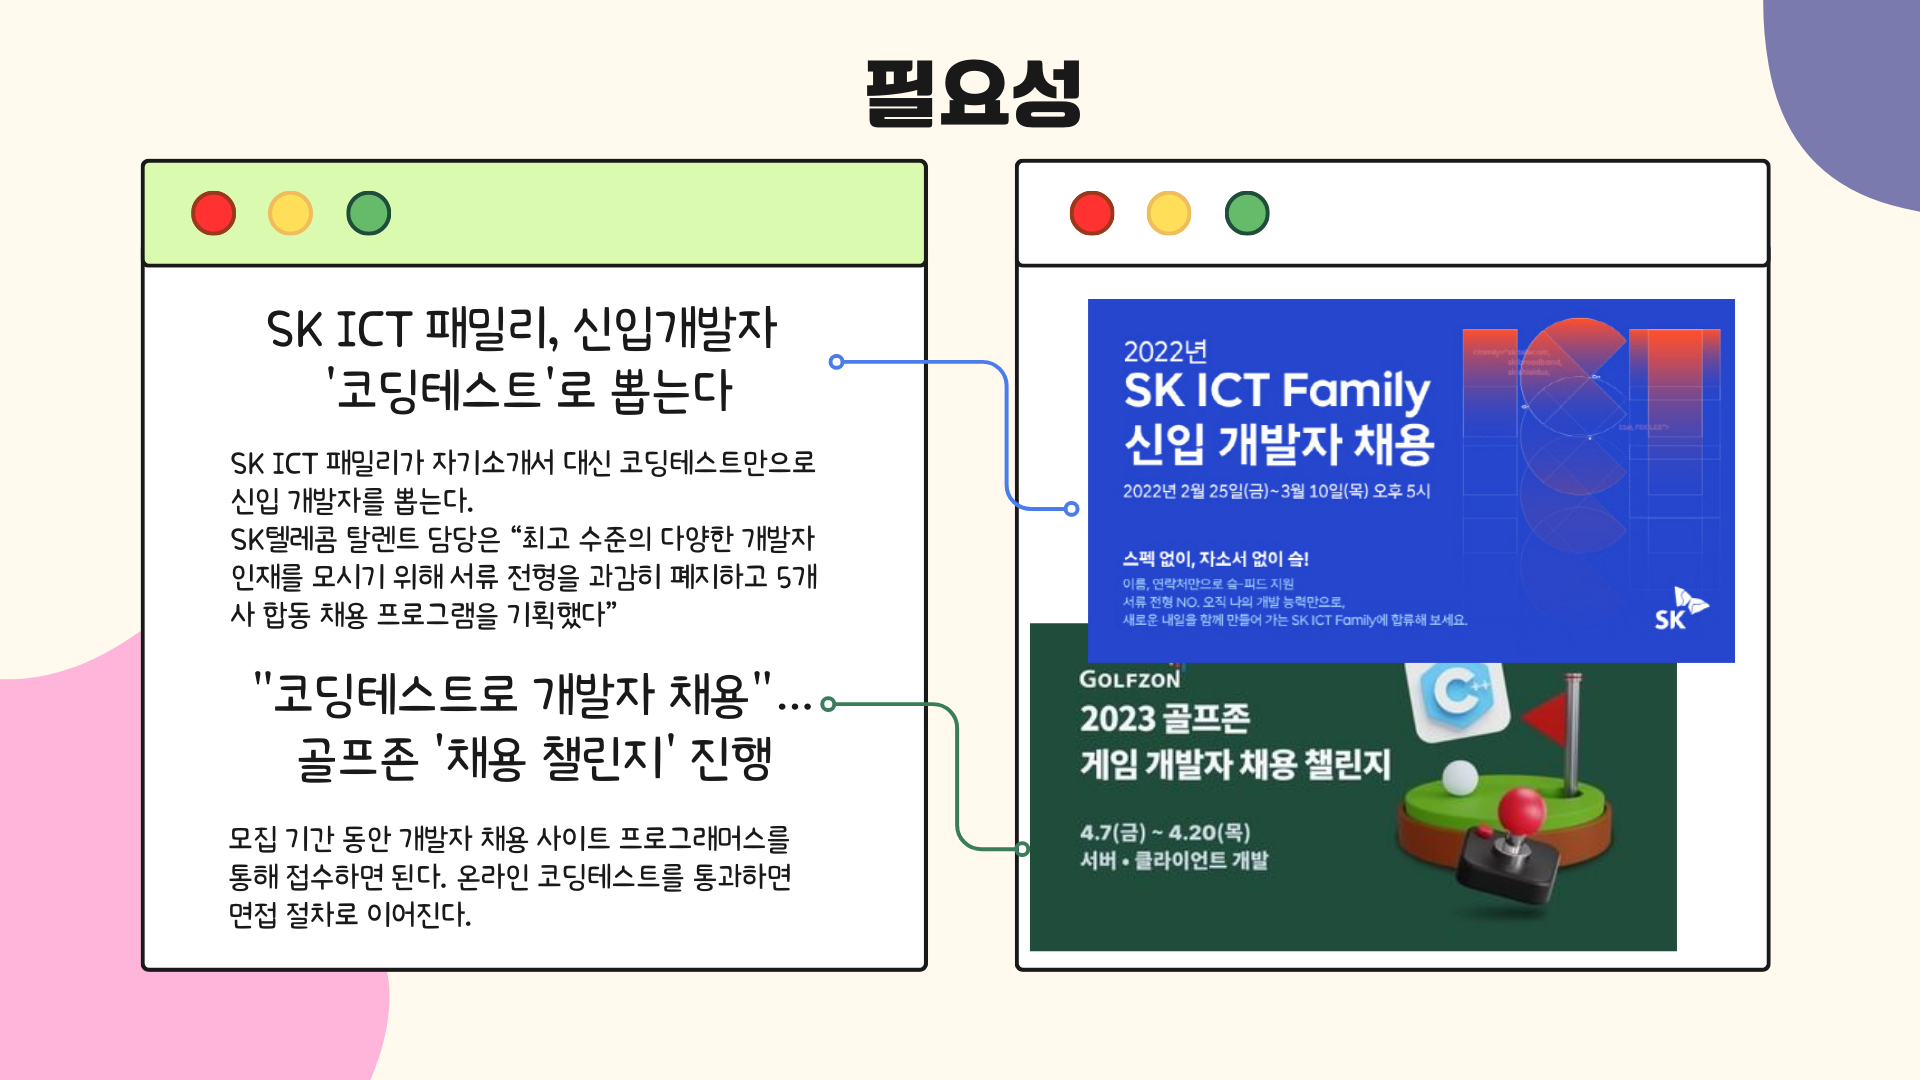 필요성
SK ICT 패밀리, 신입개발자
'코딩테스트'로 뽑는다
SK ICT 패밀리가 자기소개서 대신 코딩테스트만으로
신입 개발자를 뽑는다.
SK텔레콤 탈렌트 담당은 “최고 수준의 다양한 개발자
인재를 모시기 위해 서류 전형을 과감히 폐지하고 5개
사 합동 채용 프로그램을 기획했다”
"코딩테스트로 개발자 채용"...
골프존 '채용 챌린지' 진행
모집 기간 동안 개발자 채용 사이트 프로그래머스를
통해 접수하면 된다. 온라인 코딩테스트를 통과하면
면접 절차로 이어진다.
2022년
SK ICT Family
신입 개발자 채용
2022년 2월 25일(금)~3월 10일(목) 오후 5시
스펙 없이, 자소서 없이 슼!
이름, 연락처만으로 슼-피드 지원
서류 전형 NO. 오직 나의 개발 능력만으로,
새로운 내일을 함께 만들어 가는 SK ICT Family에 합류해 보세요.
SK
GOLFZON
2023 골프존
게임 개발자 채용 챌린지
4.7(금) ~ 4.20(목)
서버 • 클라이언트 개발
C++